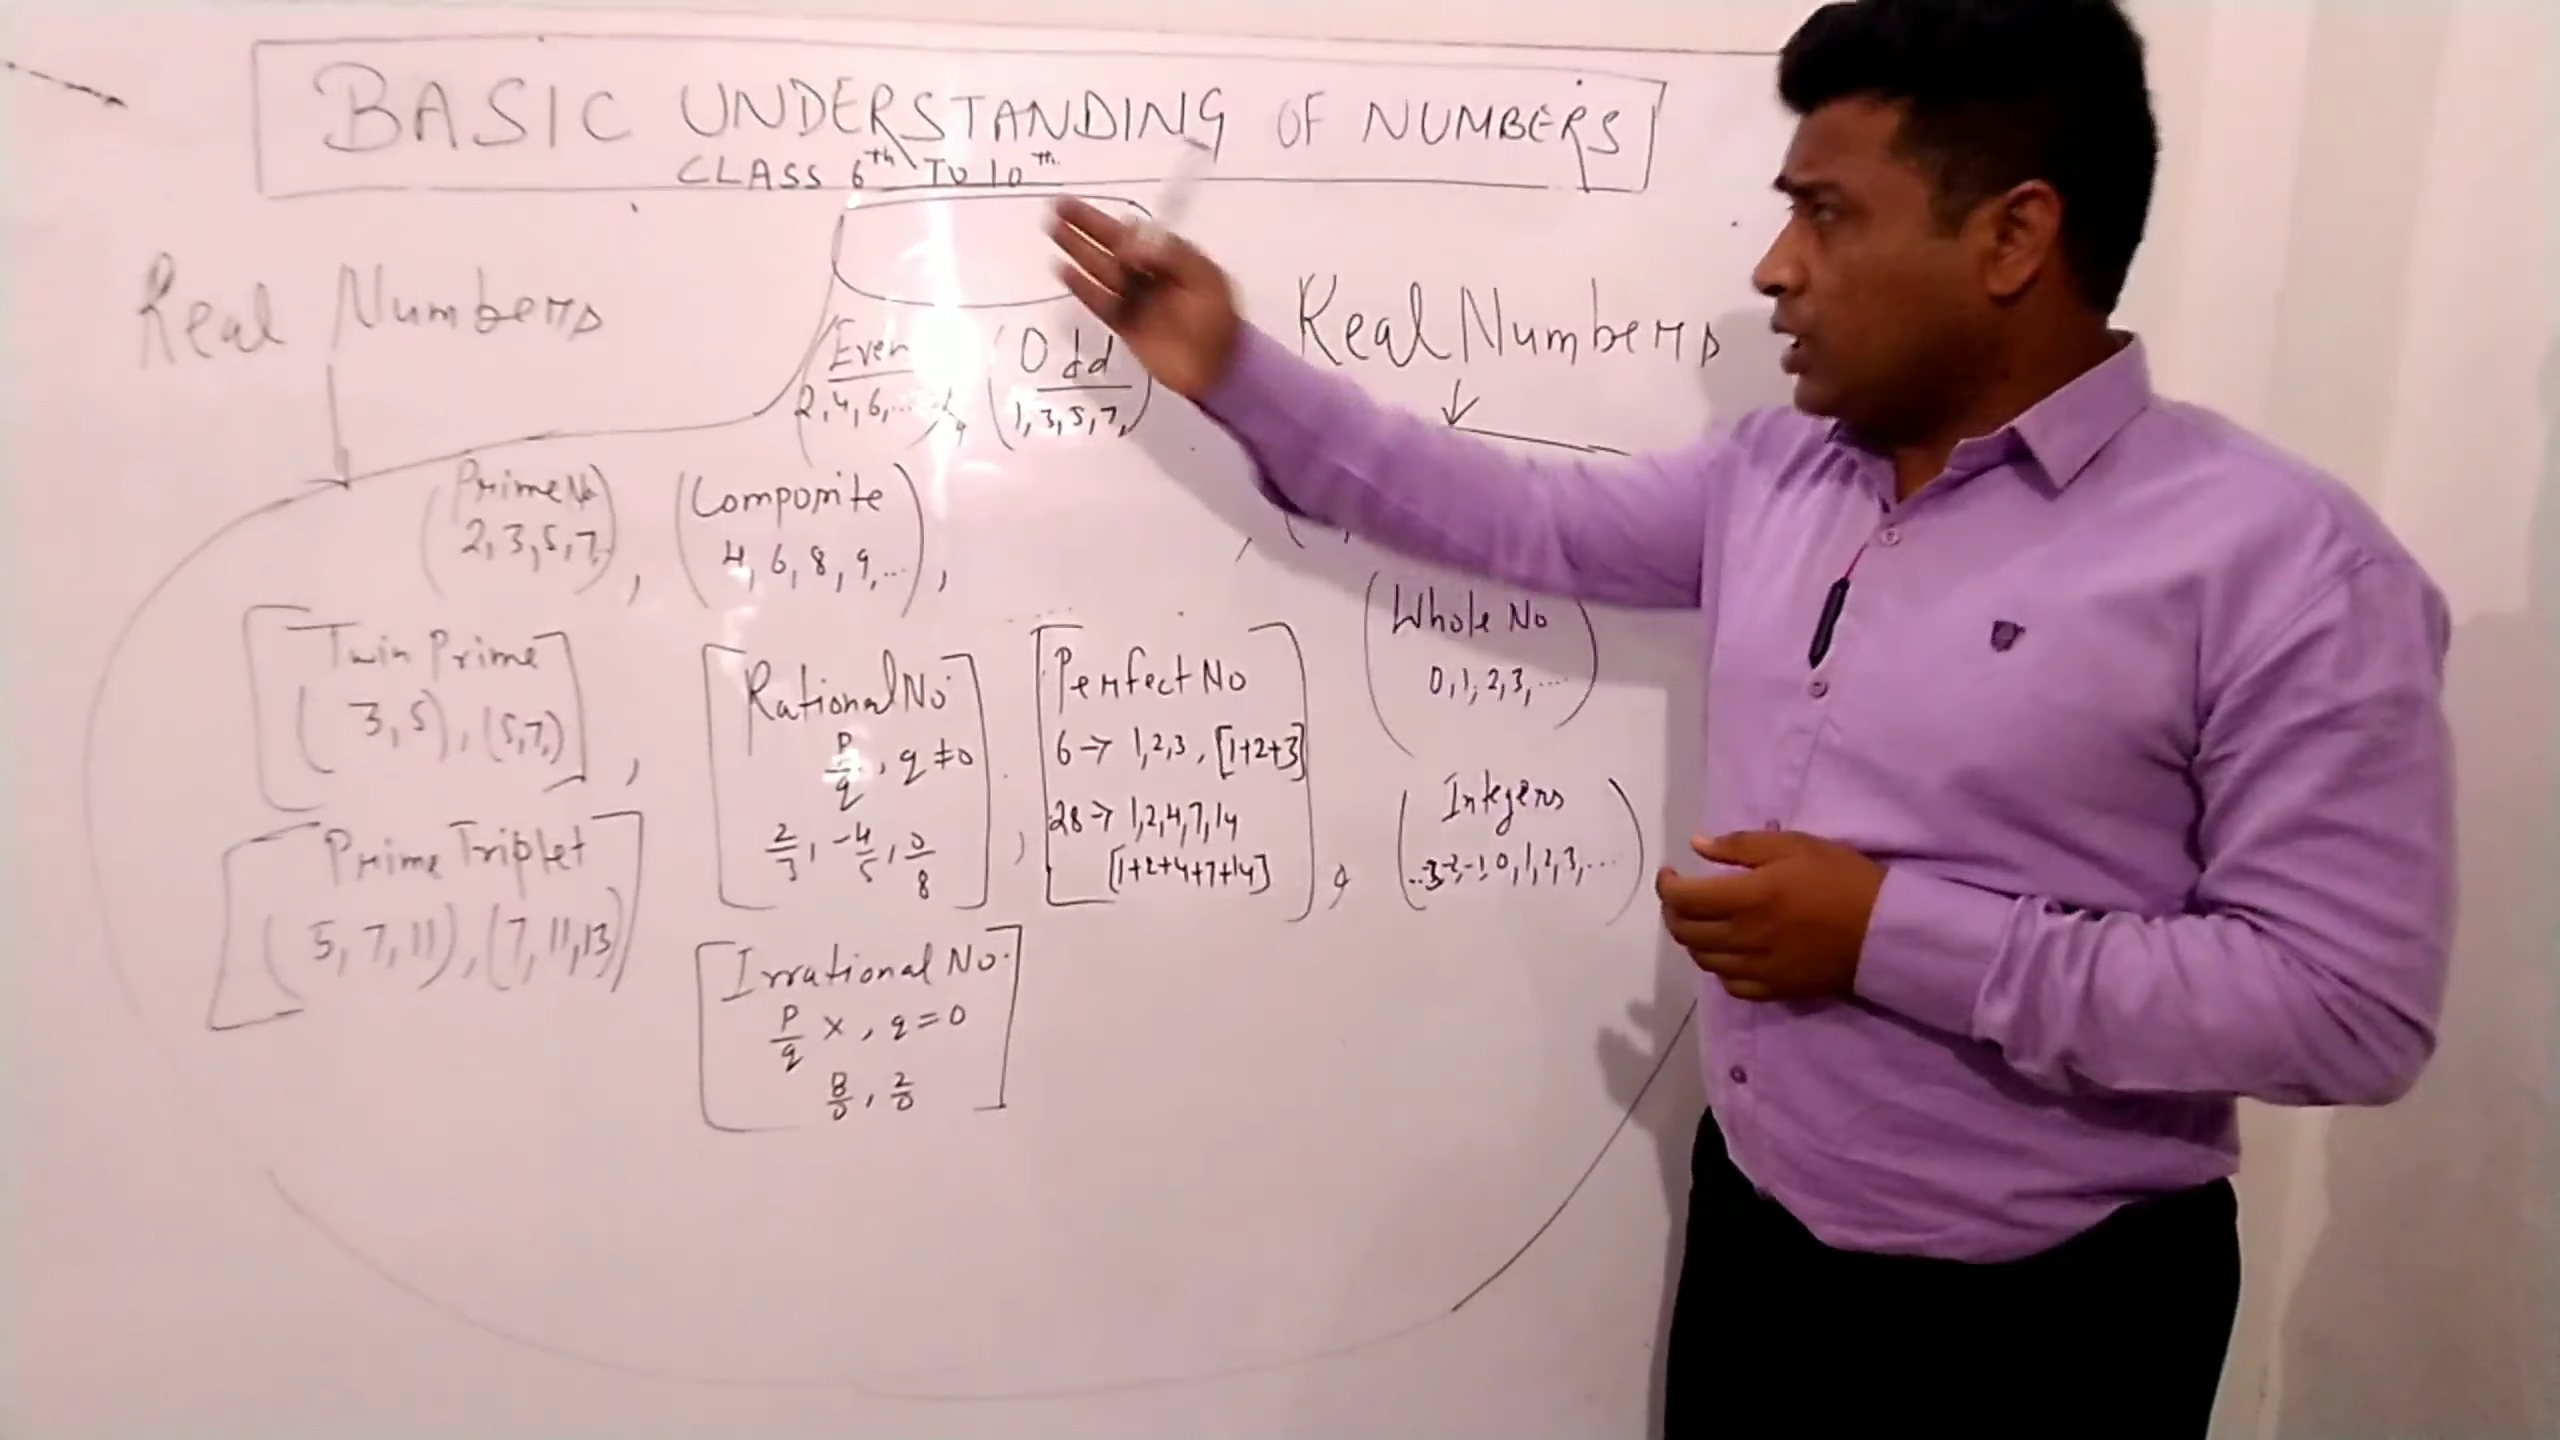 BASIC UNDERSTANDING OF NUMBERS
CLASS 6th TO 10th
Real Numbers
Real Numbers
Even
2, 4, 6, ...
Odd
1, 3, 5, 7,
Prime No
2, 3, 5, 7,
Composite
4, 6, 8, 9, ...
Twin Prime
(3, 5), (5, 7,)
Prime Triplet
(5, 7, 11), (7, 11, 13)
Rational No
p/q, q ≠ 0
2/3, -4/5, 0/8
Irrational No.
p/q x, q = 0
8/0, 2/0
Perfect No
6 → 1, 2, 3, [1+2+3]
28 → 1, 2, 4, 7, 14
[1+2+4+7+14]
Whole No
0, 1, 2, 3, ....
Integers
..-3,-2,-1, 0, 1, 2, 3, ....